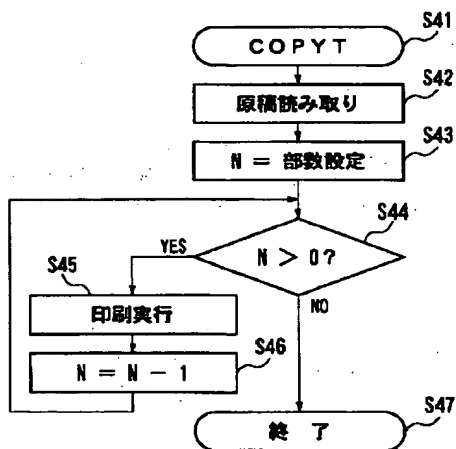 COPYT
S41
原稿読み取り
S42
N = 部数設定
S43
N > 0?
S44
YES
NO
S45
印刷実行
N = N - 1
S46
終了
S47